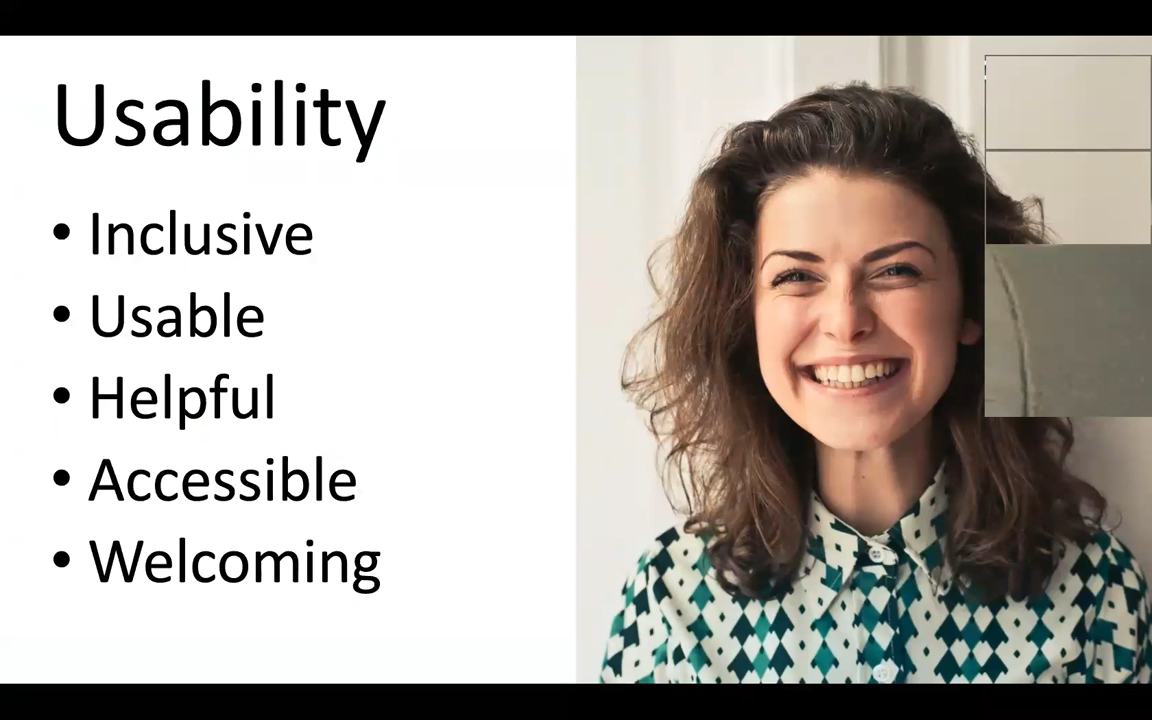 Usability
• Inclusive
• Usable
• Helpful
• Accessible
• Welcoming